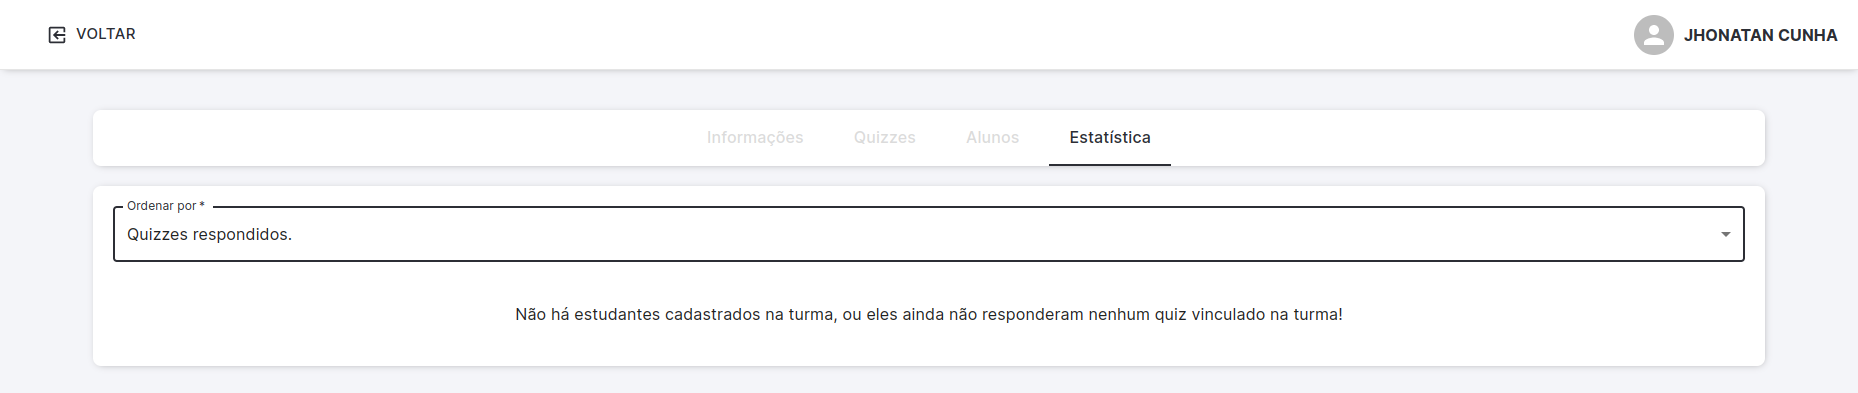 VOLTAR
JHONATAN CUNHA
Informações Quizzes Alunos Estatística
Ordenar por *
Quizzes respondidos.
Não há estudantes cadastrados na turma, ou eles ainda não responderam nenhum quiz vinculado na turma!